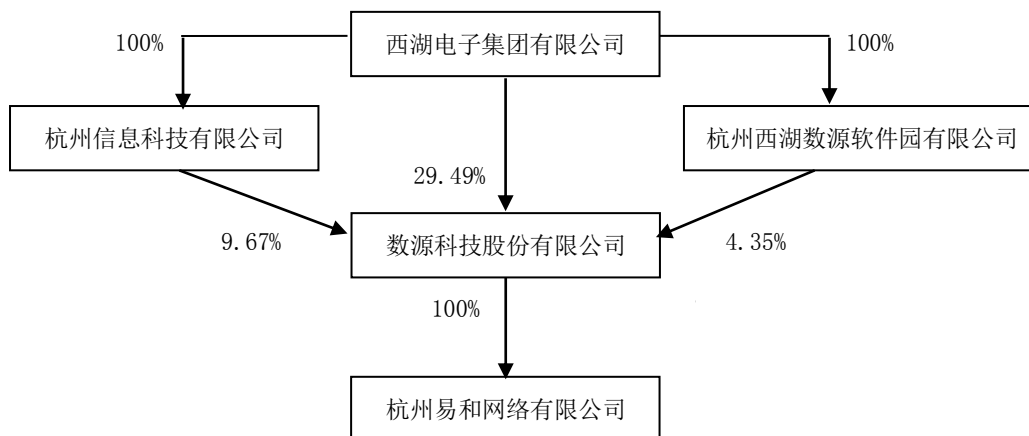 100%
西湖电子集团有限公司
100%
杭州信息科技有限公司
杭州西湖数源软件园有限公司
29.49%
9.67%
数源科技股份有限公司
4.35%
100%
杭州易和网络有限公司